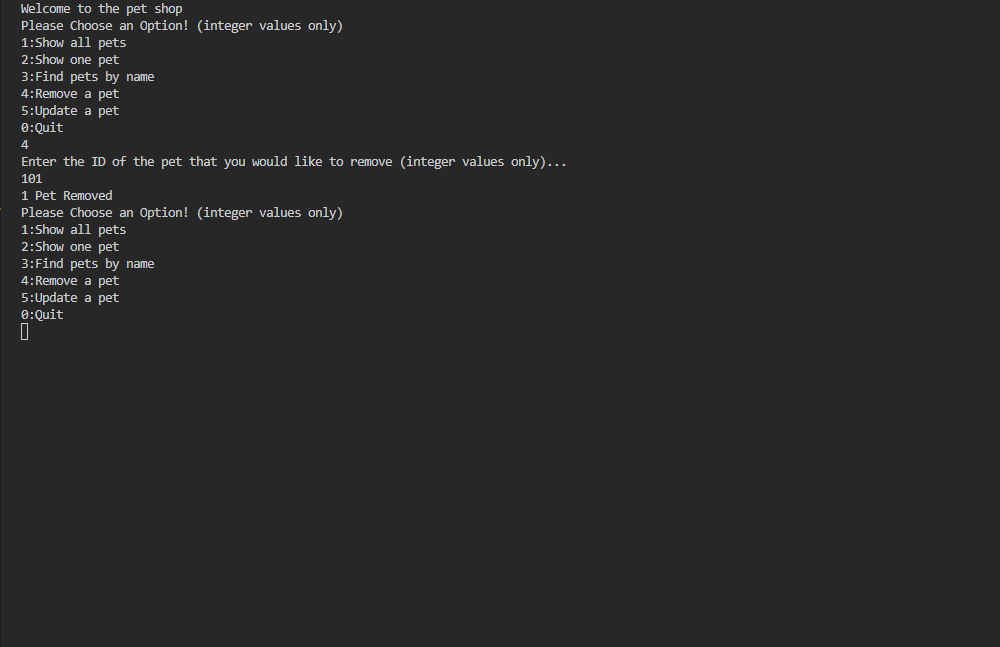 Welcome to the pet shop
Please Choose an Option! (integer values only)
1:Show all pets
2:Show one pet
3:Find pets by name
4:Remove a pet
5:Update a pet
0:Quit
4
Enter the ID of the pet that you would like to remove (integer values only)...
101
1 Pet Removed
Please Choose an Option! (integer values only)
1:Show all pets
2:Show one pet
3:Find pets by name
4:Remove a pet
5:Update a pet
0:Quit